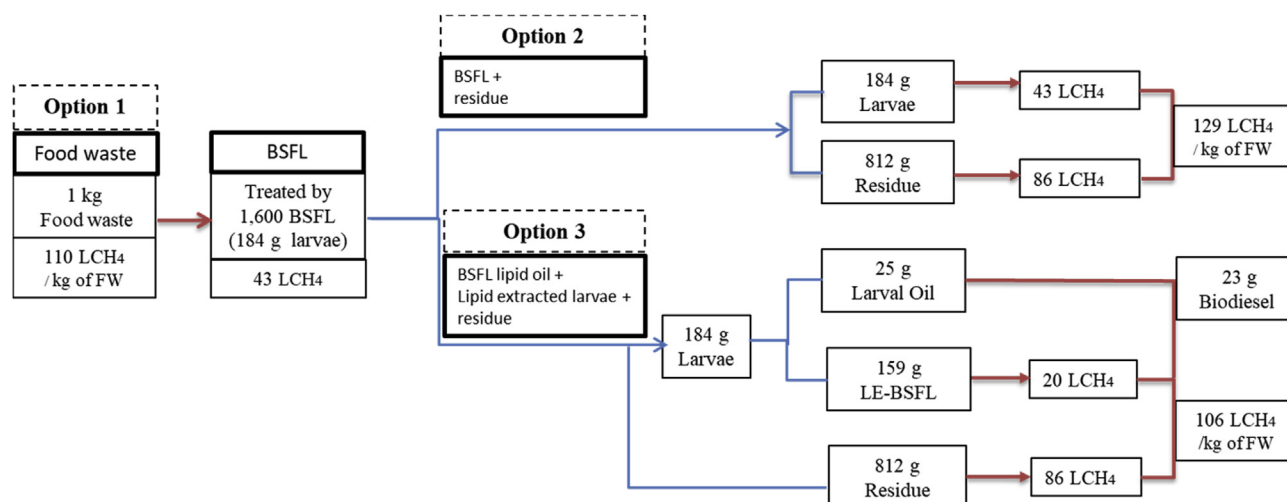 Option 1
Food waste
1 kg
Food waste
110 LCH4
/ kg of FW
BSFL
Treated by
1,600 BSFL
(184 g larvae)
43 LCH4
Option 2
BSFL +
residue
184 g
Larvae
43 LCH4
812 g
Residue
86 LCH4
129 LCH4
/ kg of FW
Option 3
BSFL lipid oil +
Lipid extracted larvae +
residue
184 g
Larvae
25 g
Larval Oil
23 g
Biodiesel
159 g
LE-BSFL
20 LCH4
812 g
Residue
86 LCH4
106 LCH4
/kg of FW